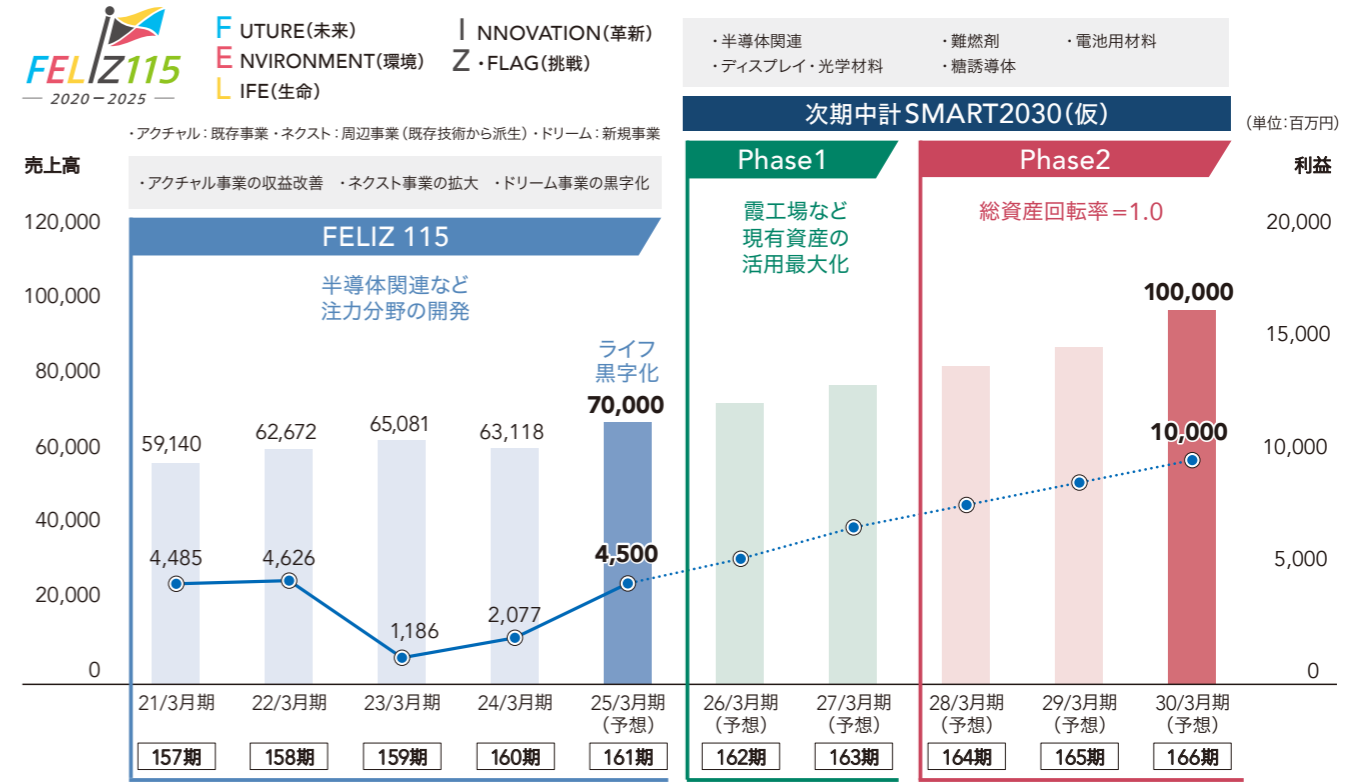 FELIZ115
2020–2025
FUTURE(未来)
ENVIRONMENT(環境)
LIFE(生命)
INNOVATION(革新)
Z・FLAG(挑戦)
・アクチャル：既存事業・ネクスト：周辺事業（既存技術から派生）・ドリーム：新規事業
・半導体関連 ・難燃剤 ・電池用材料
・ディスプレイ・光学材料 ・糖誘導体
次期中計SMART2030（仮）
（単位：百万円）
売上高
・アクチャル事業の収益改善 ・ネクスト事業の拡大 ・ドリーム事業の黒字化
Phase1
Phase2
利益
FELIZ 115
霞工場など
現有資産の
活用最大化
総資産回転率＝1.0
半導体関連など
注力分野の開発
ライフ
黒字化
120,000
100,000
80,000
60,000
40,000
20,000
0
20,000
15,000
10,000
5,000
0
59,140
62,672
65,081
63,118
70,000
100,000
4,485
4,626
1,186
2,077
4,500
10,000
21/3月期
22/3月期
23/3月期
24/3月期
25/3月期
（予想）
26/3月期
（予想）
27/3月期
（予想）
28/3月期
（予想）
29/3月期
（予想）
30/3月期
（予想）
157期
158期
159期
160期
161期
162期
163期
164期
165期
166期